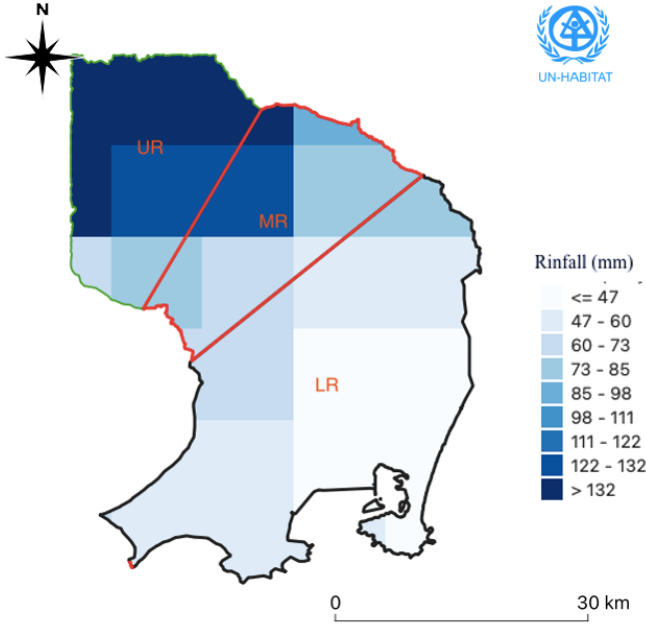 N
UN-HABITAT
UR
MR
LR
Rinfall (mm)
<= 47
47 - 60
60 - 73
73 - 85
85 - 98
98 - 111
111 - 122
122 - 132
> 132
0 30 km